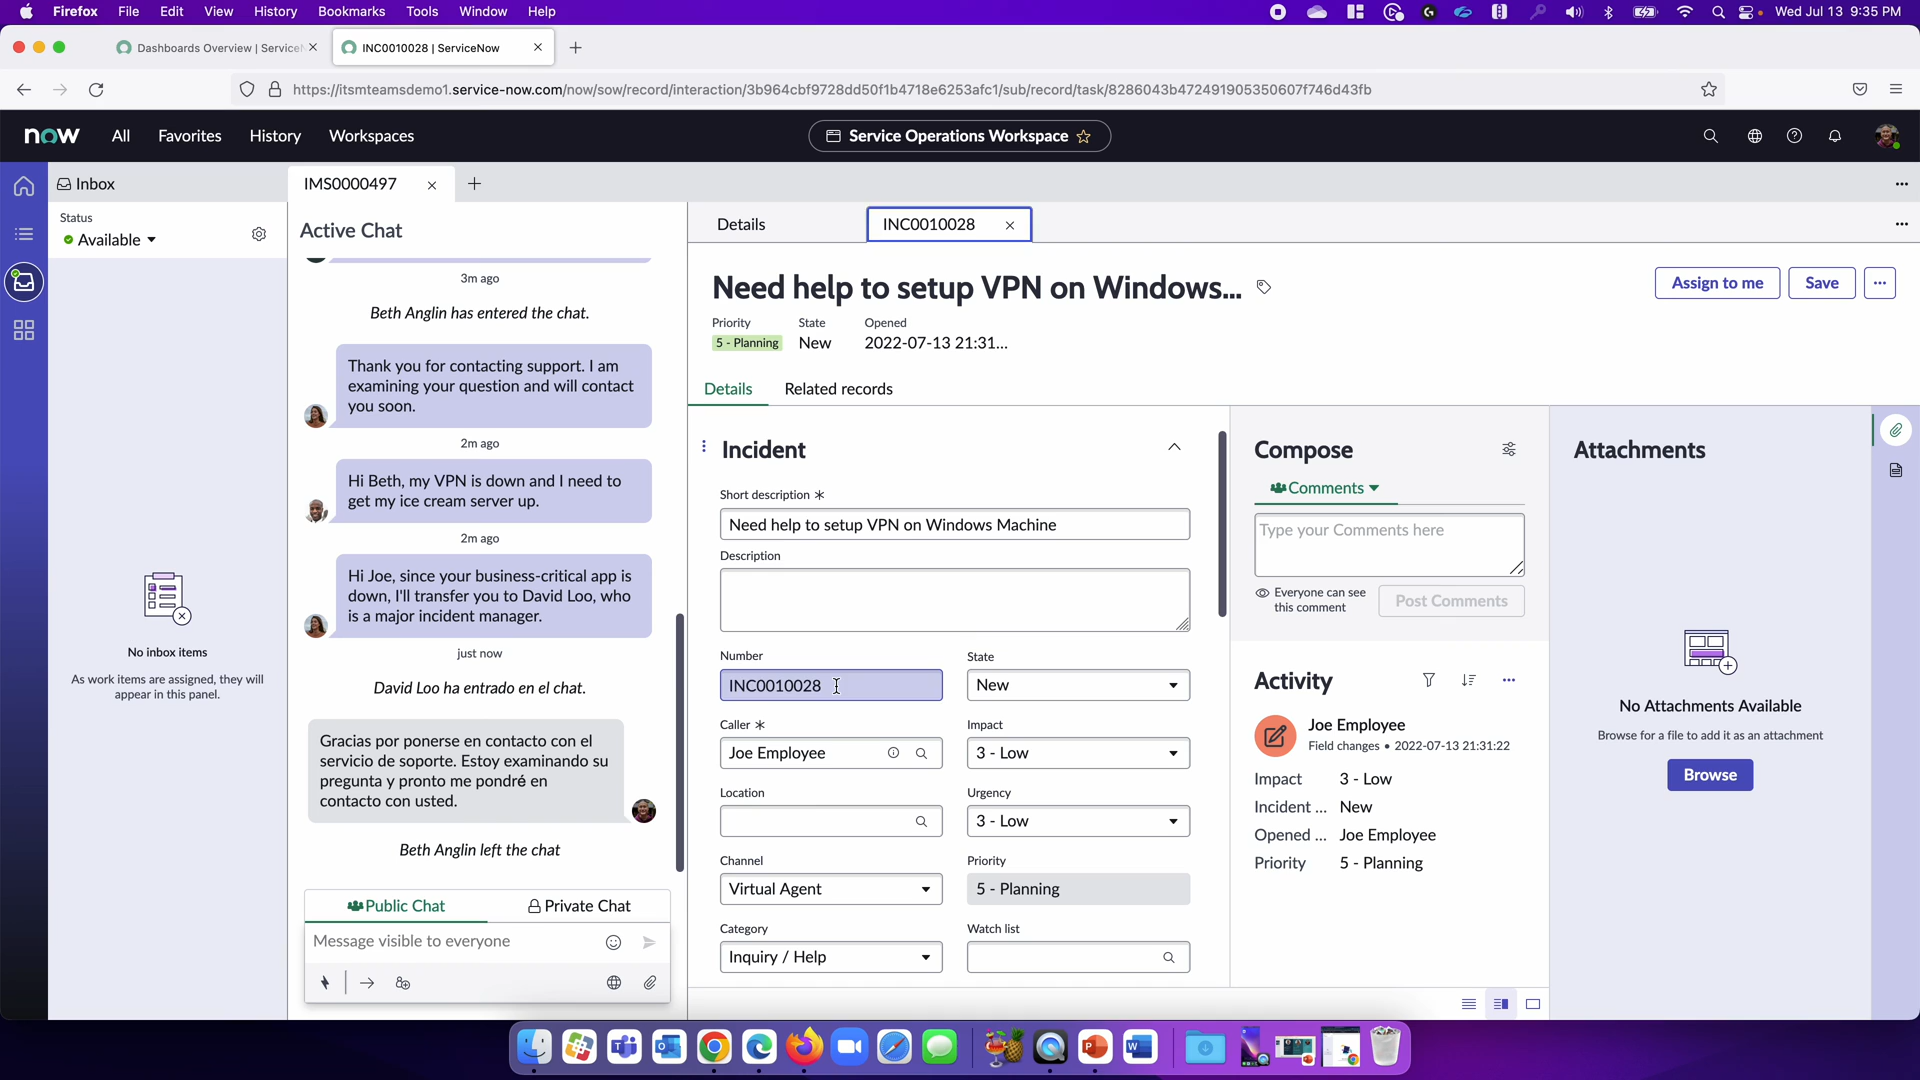 Firefox File Edit View History Bookmarks Tools Window Help
Wed Jul 13 9:35 PM
Dashboards Overview | Service
INC0010028 | ServiceNow
https://itsmteamsdemo1.service-now.com/now/sow/record/interaction/3b964cbf9728dd50f1b4718e6253afc1/sub/record/task/8286043b472491905350607f746d43fb
now All Favorites History Workspaces
Service Operations Workspace
Inbox
IMS0000497
Status
Available
Active Chat
Details
INC0010028
3m ago
Beth Anglin has entered the chat.
Thank you for contacting support. I am
examining your question and will contact
you soon.
2m ago
Hi Beth, my VPN is down and I need to
get my ice cream server up.
2m ago
Hi Joe, since your business-critical app is
down, I'll transfer you to David Loo, who
is a major incident manager.
just now
David Loo ha entrado en el chat.
Gracias por ponerse en contacto con el
servicio de soporte. Estoy examinando su
pregunta y pronto me pondré en
contacto con usted.
Beth Anglin left the chat
Public Chat
Private Chat
Message visible to everyone
No inbox items
As work items are assigned, they will
appear in this panel.
Need help to setup VPN on Windows...
Assign to me
Save
Priority State Opened
5 - Planning New 2022-07-13 21:31...
Details Related records
Incident
Short description *
Need help to setup VPN on Windows Machine
Description
Number
INC0010028
State
New
Caller *
Joe Employee
Impact
3 - Low
Location
Urgency
3 - Low
Channel
Virtual Agent
Priority
5 - Planning
Category
Inquiry / Help
Watch list
Compose
Comments
Type your Comments here
Everyone can see
this comment
Post Comments
Activity
Joe Employee
Field changes • 2022-07-13 21:31:22
Impact 3 - Low
Incident ... New
Opened ... Joe Employee
Priority 5 - Planning
Attachments
No Attachments Available
Browse for a file to add it as an attachment
Browse